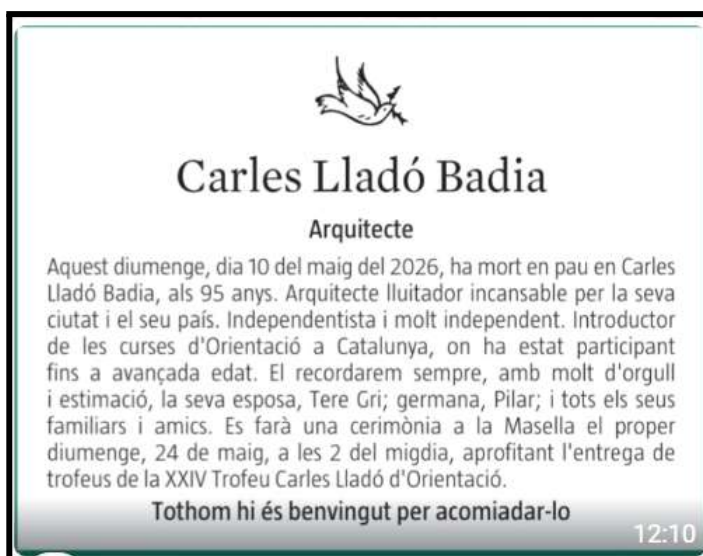 Carles Lladó Badia
Arquitecte
Aquest diumenge, dia 10 del maig del 2026, ha mort en pau en Carles
Lladó Badia, als 95 anys. Arquitecte lluitador incansable per la seva
ciutat i el seu país. Independentista i molt independent. Introductor
de les curses d'Orientació a Catalunya, on ha estat participant
fins a avançada edat. El recordarem sempre, amb molt d'orgull
i estimació, la seva esposa, Tere Gri; germana, Pilar; i tots els seus
familiars i amics. Es farà una cerimònia a la Masella el proper
diumenge, 24 de maig, a les 2 del migdia, aprofitant l'entrega de
trofeus de la XXIV Trofeu Carles Lladó d'Orientació.
Tothom hi és benvingut per acomiadar-lo
12:10